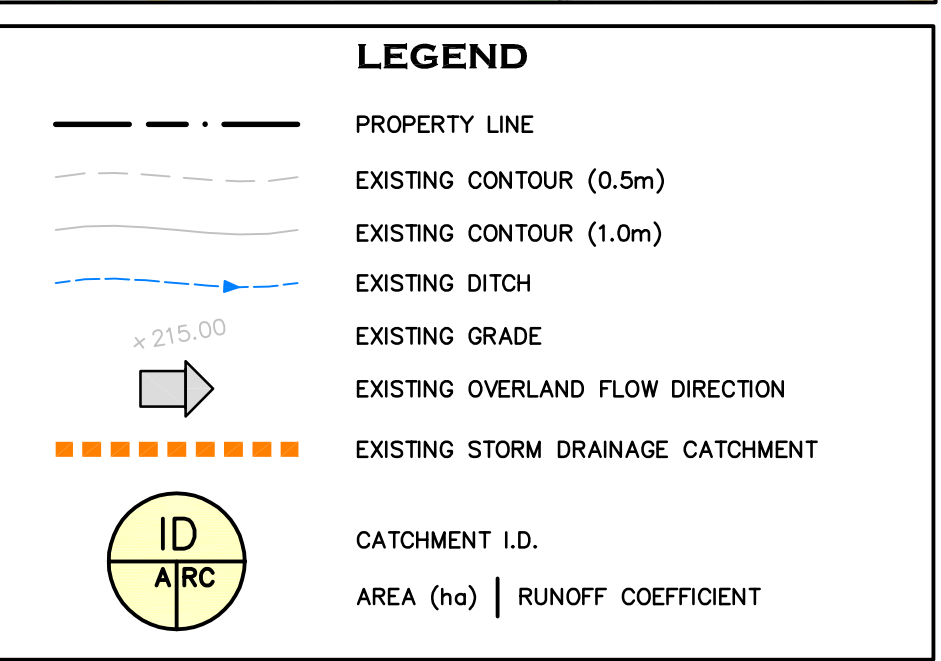 LEGEND
PROPERTY LINE
EXISTING CONTOUR (0.5m)
EXISTING CONTOUR (1.0m)
EXISTING DITCH
×215.00
EXISTING GRADE
EXISTING OVERLAND FLOW DIRECTION
EXISTING STORM DRAINAGE CATCHMENT
ID
A RC
CATCHMENT I.D.
AREA (ha) | RUNOFF COEFFICIENT